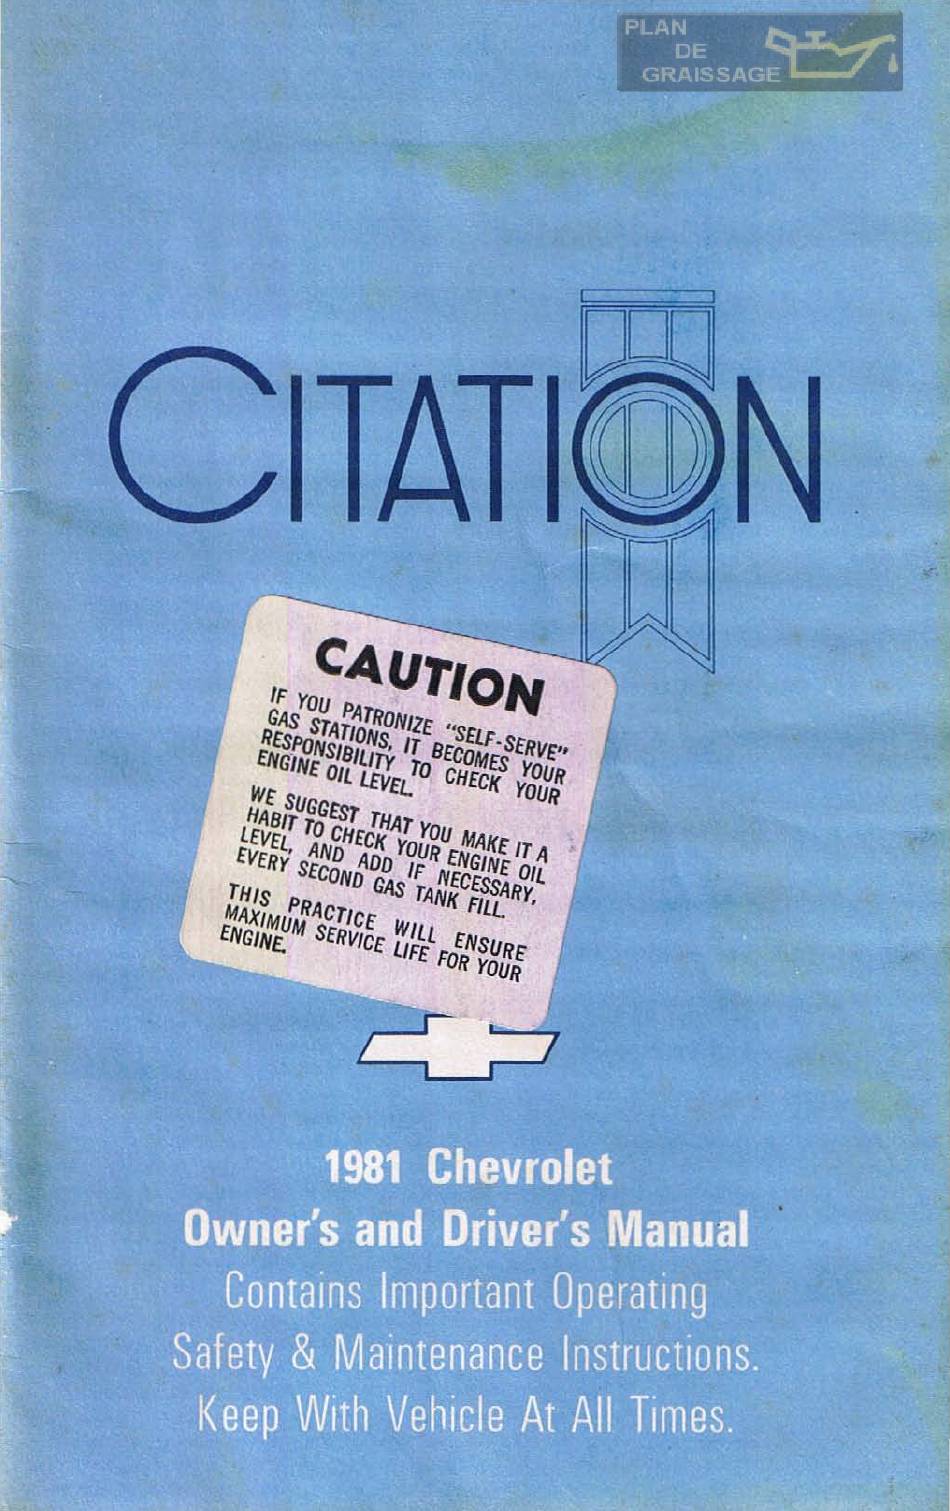 PLAN
DE
GRAISSAGE
CITATION
CAUTION
IF YOU PATRONIZE "SELF-SERVE"
GAS STATIONS, IT BECOMES YOUR
RESPONSIBILITY TO CHECK YOUR
ENGINE OIL LEVEL.
WE SUGGEST THAT YOU MAKE IT A
HABIT TO CHECK YOUR ENGINE OIL
LEVEL, AND ADD IF NECESSARY,
EVERY SECOND GAS TANK FILL.
THIS PRACTICE WILL ENSURE
MAXIMUM SERVICE LIFE FOR YOUR
ENGINE.
1981 Chevrolet
Owner's and Driver's Manual
Contains Important Operating
Safety & Maintenance Instructions.
Keep With Vehicle At All Times.